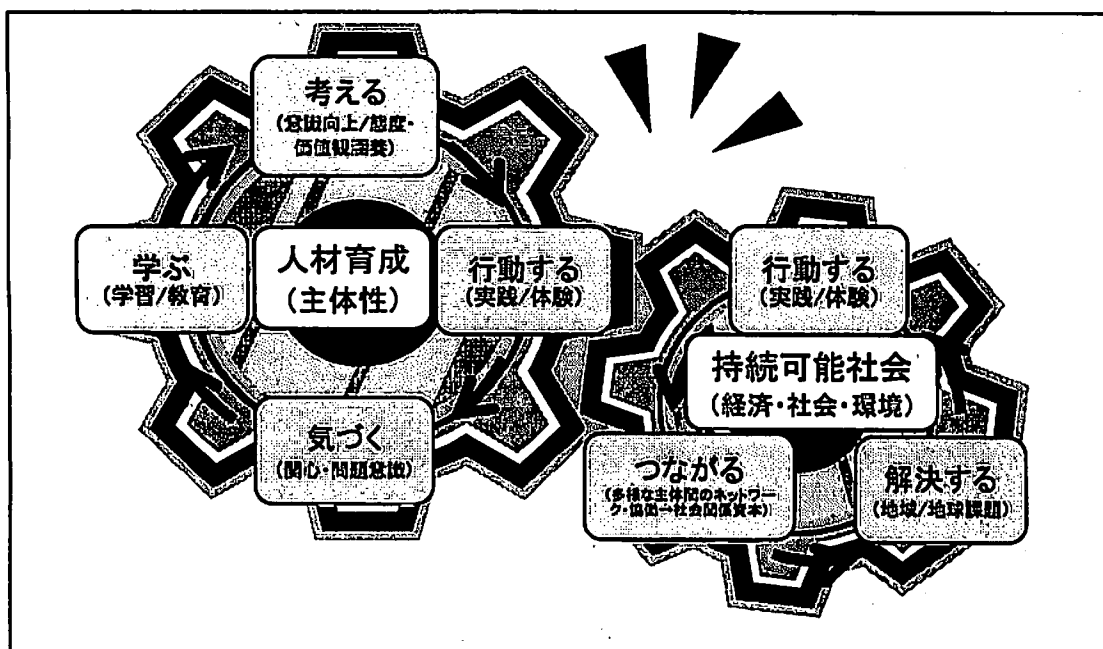 考える
(意識向上/態度・
価値観醸成)
学ぶ
(学習/教育)
人材育成
(主体性)
行動する
(実践/体験)
気づく
(関心・問題意識)
行動する
(実践/体験)
持続可能社会
(経済・社会・環境)
つながる
(多様な主体間のネットワー
ク・協働→社会関係資本)
解決する
(地域/地球課題)